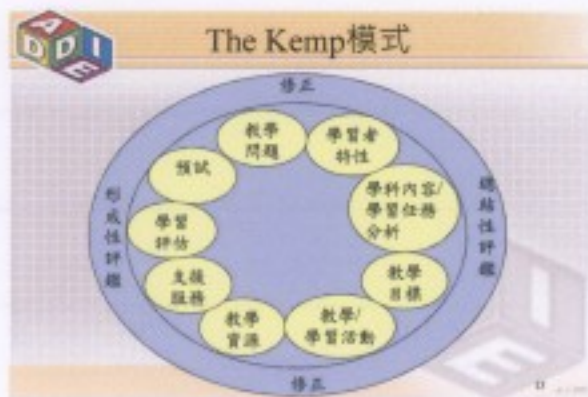 The Kemp模式
A
D
D
I
E
修正
教學
問題
學習者
特性
學科內容/
學習任務
分析
教學
目標
教學/
學習活動
教學
資源
支援
服務
學習
評估
預試
形成性評鑑
總結性評鑑
修正
I
E
13